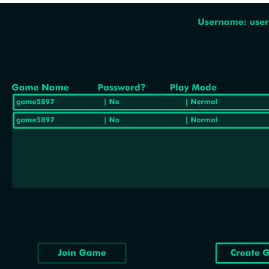 Username: user
Game Name Password? Play Mode
game5897 | No | Normal
game5897 | No | Normal
Join Game Create G